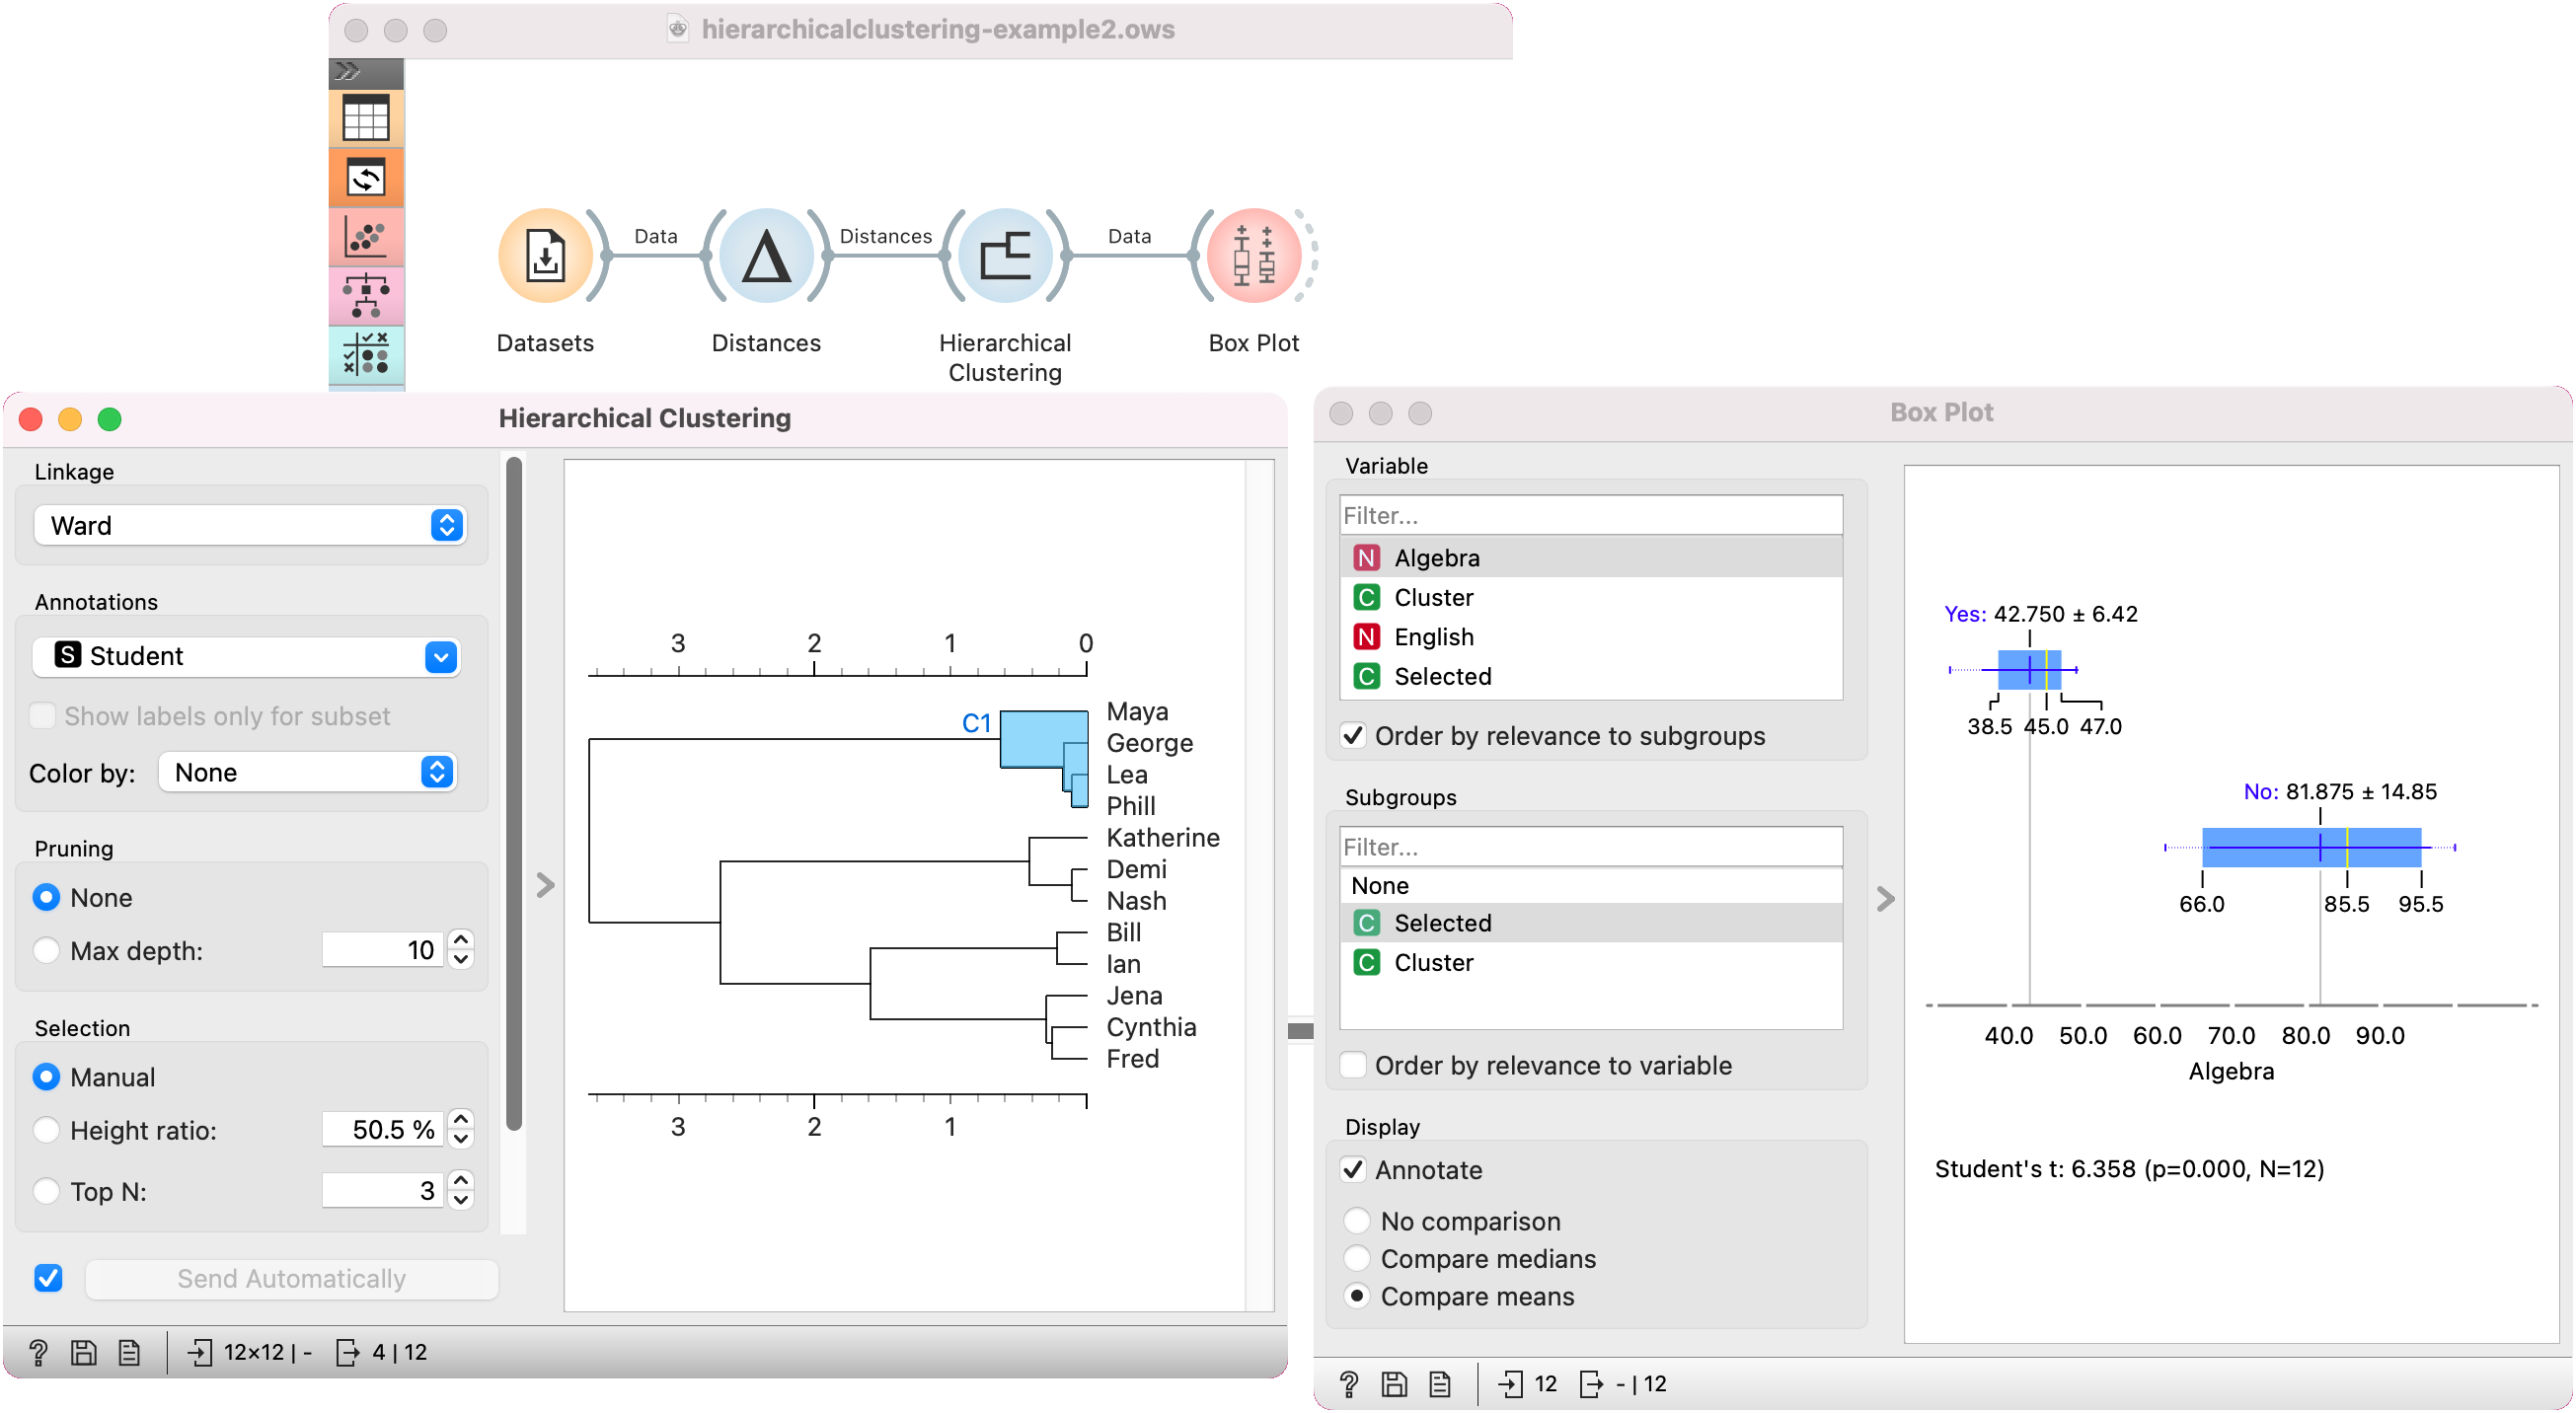 hierarchicalclustering-example2.ows
Data
Distances
Data
Datasets
Distances
Hierarchical
Clustering
Box Plot
Hierarchical Clustering
Linkage
Ward
Annotations
S Student
Show labels only for subset
Color by: None
Pruning
None
Max depth: 10
Selection
Manual
Height ratio: 50.5 %
Top N: 3
Send Automatically
? 12×12 | - 4 | 12
3 2 1 0
C1
Maya
George
Lea
Phill
Katherine
Demi
Nash
Bill
Ian
Jena
Cynthia
Fred
3 2 1
Box Plot
Variable
Filter...
N Algebra
C Cluster
N English
C Selected
Order by relevance to subgroups
Subgroups
Filter...
None
C Selected
C Cluster
Order by relevance to variable
Display
Annotate
No comparison
Compare medians
Compare means
? 12 - | 12
Yes: 42.750 ± 6.42
38.5 45.0 47.0
No: 81.875 ± 14.85
66.0 85.5 95.5
40.0 50.0 60.0 70.0 80.0 90.0
Algebra
Student's t: 6.358 (p=0.000, N=12)